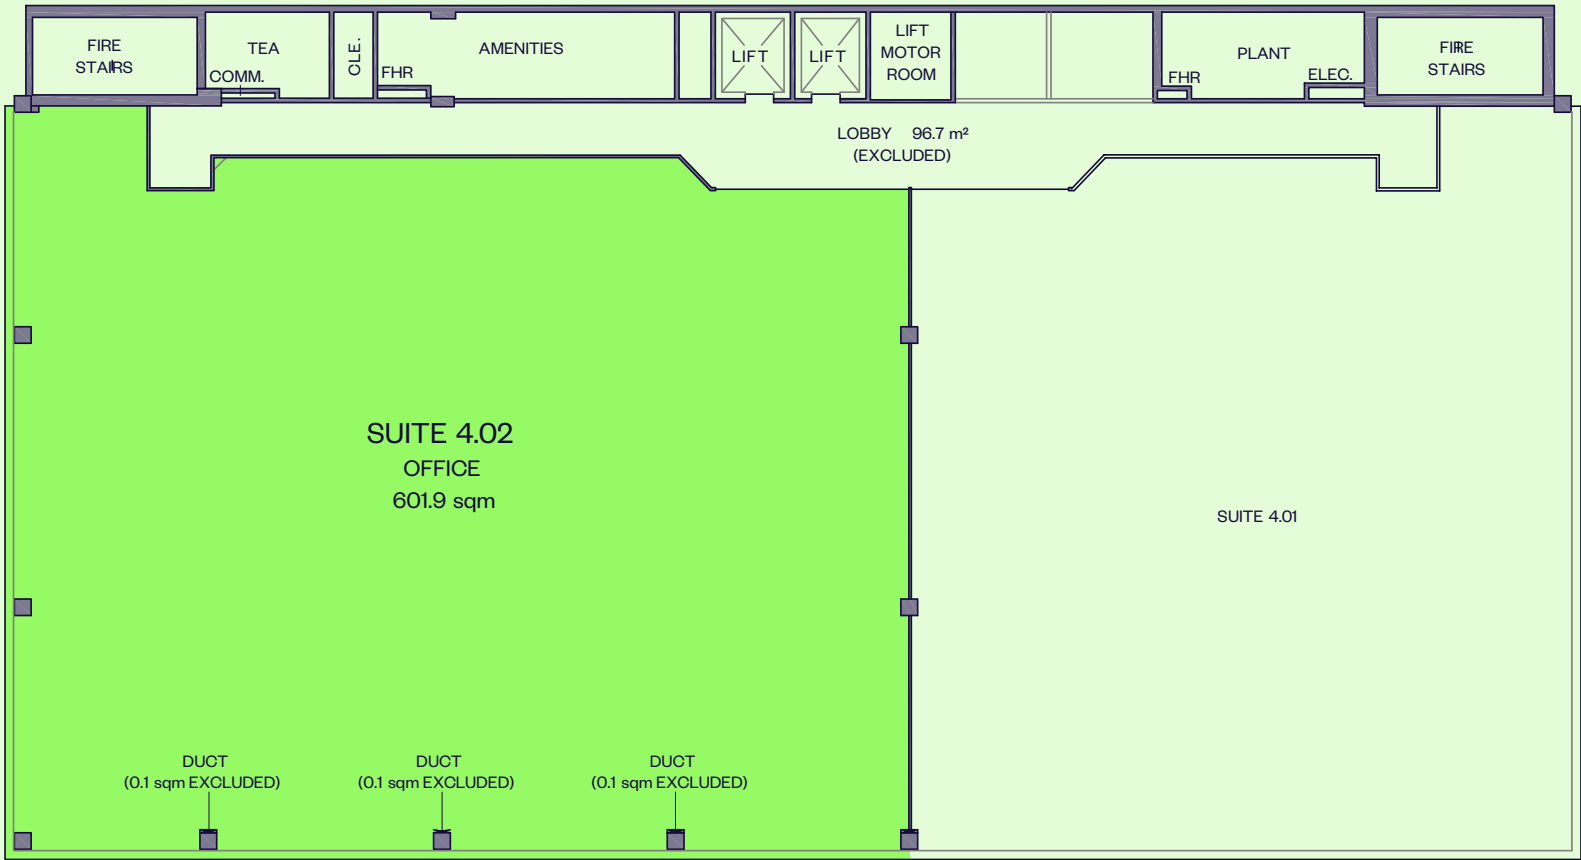 FIRE
STAIRS
TEA
COMM.
CLE.
FHR
AMENITIES
LIFT
LIFT
LIFT
MOTOR
ROOM
FHR
PLANT
ELEC.
FIRE
STAIRS
LOBBY 96.7 m²
(EXCLUDED)
SUITE 4.02
OFFICE
601.9 sqm
SUITE 4.01
DUCT
(0.1 sqm EXCLUDED)
DUCT
(0.1 sqm EXCLUDED)
DUCT
(0.1 sqm EXCLUDED)